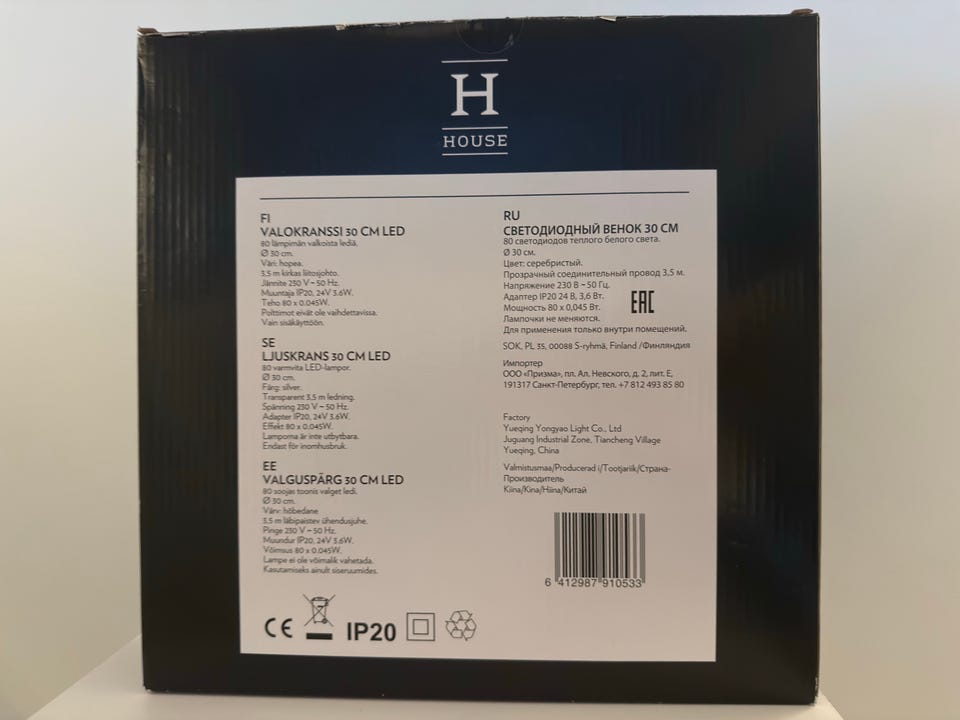 H
HOUSE
FI
VALOKRANSSI 30 CM LED
80 lämpimän valkoista lediä.
Ø 30 cm.
Väri: hopea.
3,5 m kirkas liitosjohto.
Jännite 230 V ~ 50 Hz.
Muuntaja IP20, 24V 3.6W.
Teho 80 x 0.045W.
Polttimot eivät ole vaihdettavissa.
Vain sisäkäyttöön.
SE
LJUSKRANS 30 CM LED
80 varmvita LED-lampor.
Ø 30 cm.
Färg: silver.
Transparent 3,5 m ledning.
Spänning 230 V ~ 50 Hz.
Adapter IP20, 24V 3.6W.
Effekt 80 x 0.045W.
Lamporna är inte utbytbara.
Endast för inomhusbruk.
EE
VALGUSPÄRG 30 CM LED
80 soojas toonis valget ledi.
Ø 30 cm.
Värv: hõbedane
3,5 m läbipaistev ühendusjuhe.
Pinge 230 V ~ 50 Hz.
Muundur IP20, 24V 3.6W.
Võimsus 80 x 0.045W.
Lampe ei ole võimalik vahetada.
Kasutamiseks ainult siseruumides.
CE IP20
RU
СВЕТОДИОДНЫЙ ВЕНОК 30 СМ
80 светодиодов теплого белого света.
Ø 30 см.
Цвет: серебристый.
Прозрачный соединительный провод 3,5 м.
Напряжение 230 В ~ 50 Гц.
Адаптер IP20 24 В, 3,6 Вт.
Мощность 80 x 0,045 Вт.
Лампочки не меняются.
Для применения только внутри помещений.
EAC
SOK, PL 35, 00088 S-ryhmä, Finland /Финляндия
Импортер
ООО «Призма», пл. Ал. Невского, д. 2, лит. Е,
191317 Санкт-Петербург, тел. +7 812 493 85 80
Factory
Yueqing Yongyao Light Co., Ltd
Juguang Industrial Zone, Tiancheng Village
Yueqing, China
Valmistusmaa/Producerad i/Tootjariik/Страна-
Производитель
Kiina/Kina/Hiina/Китай
6 412987 910533